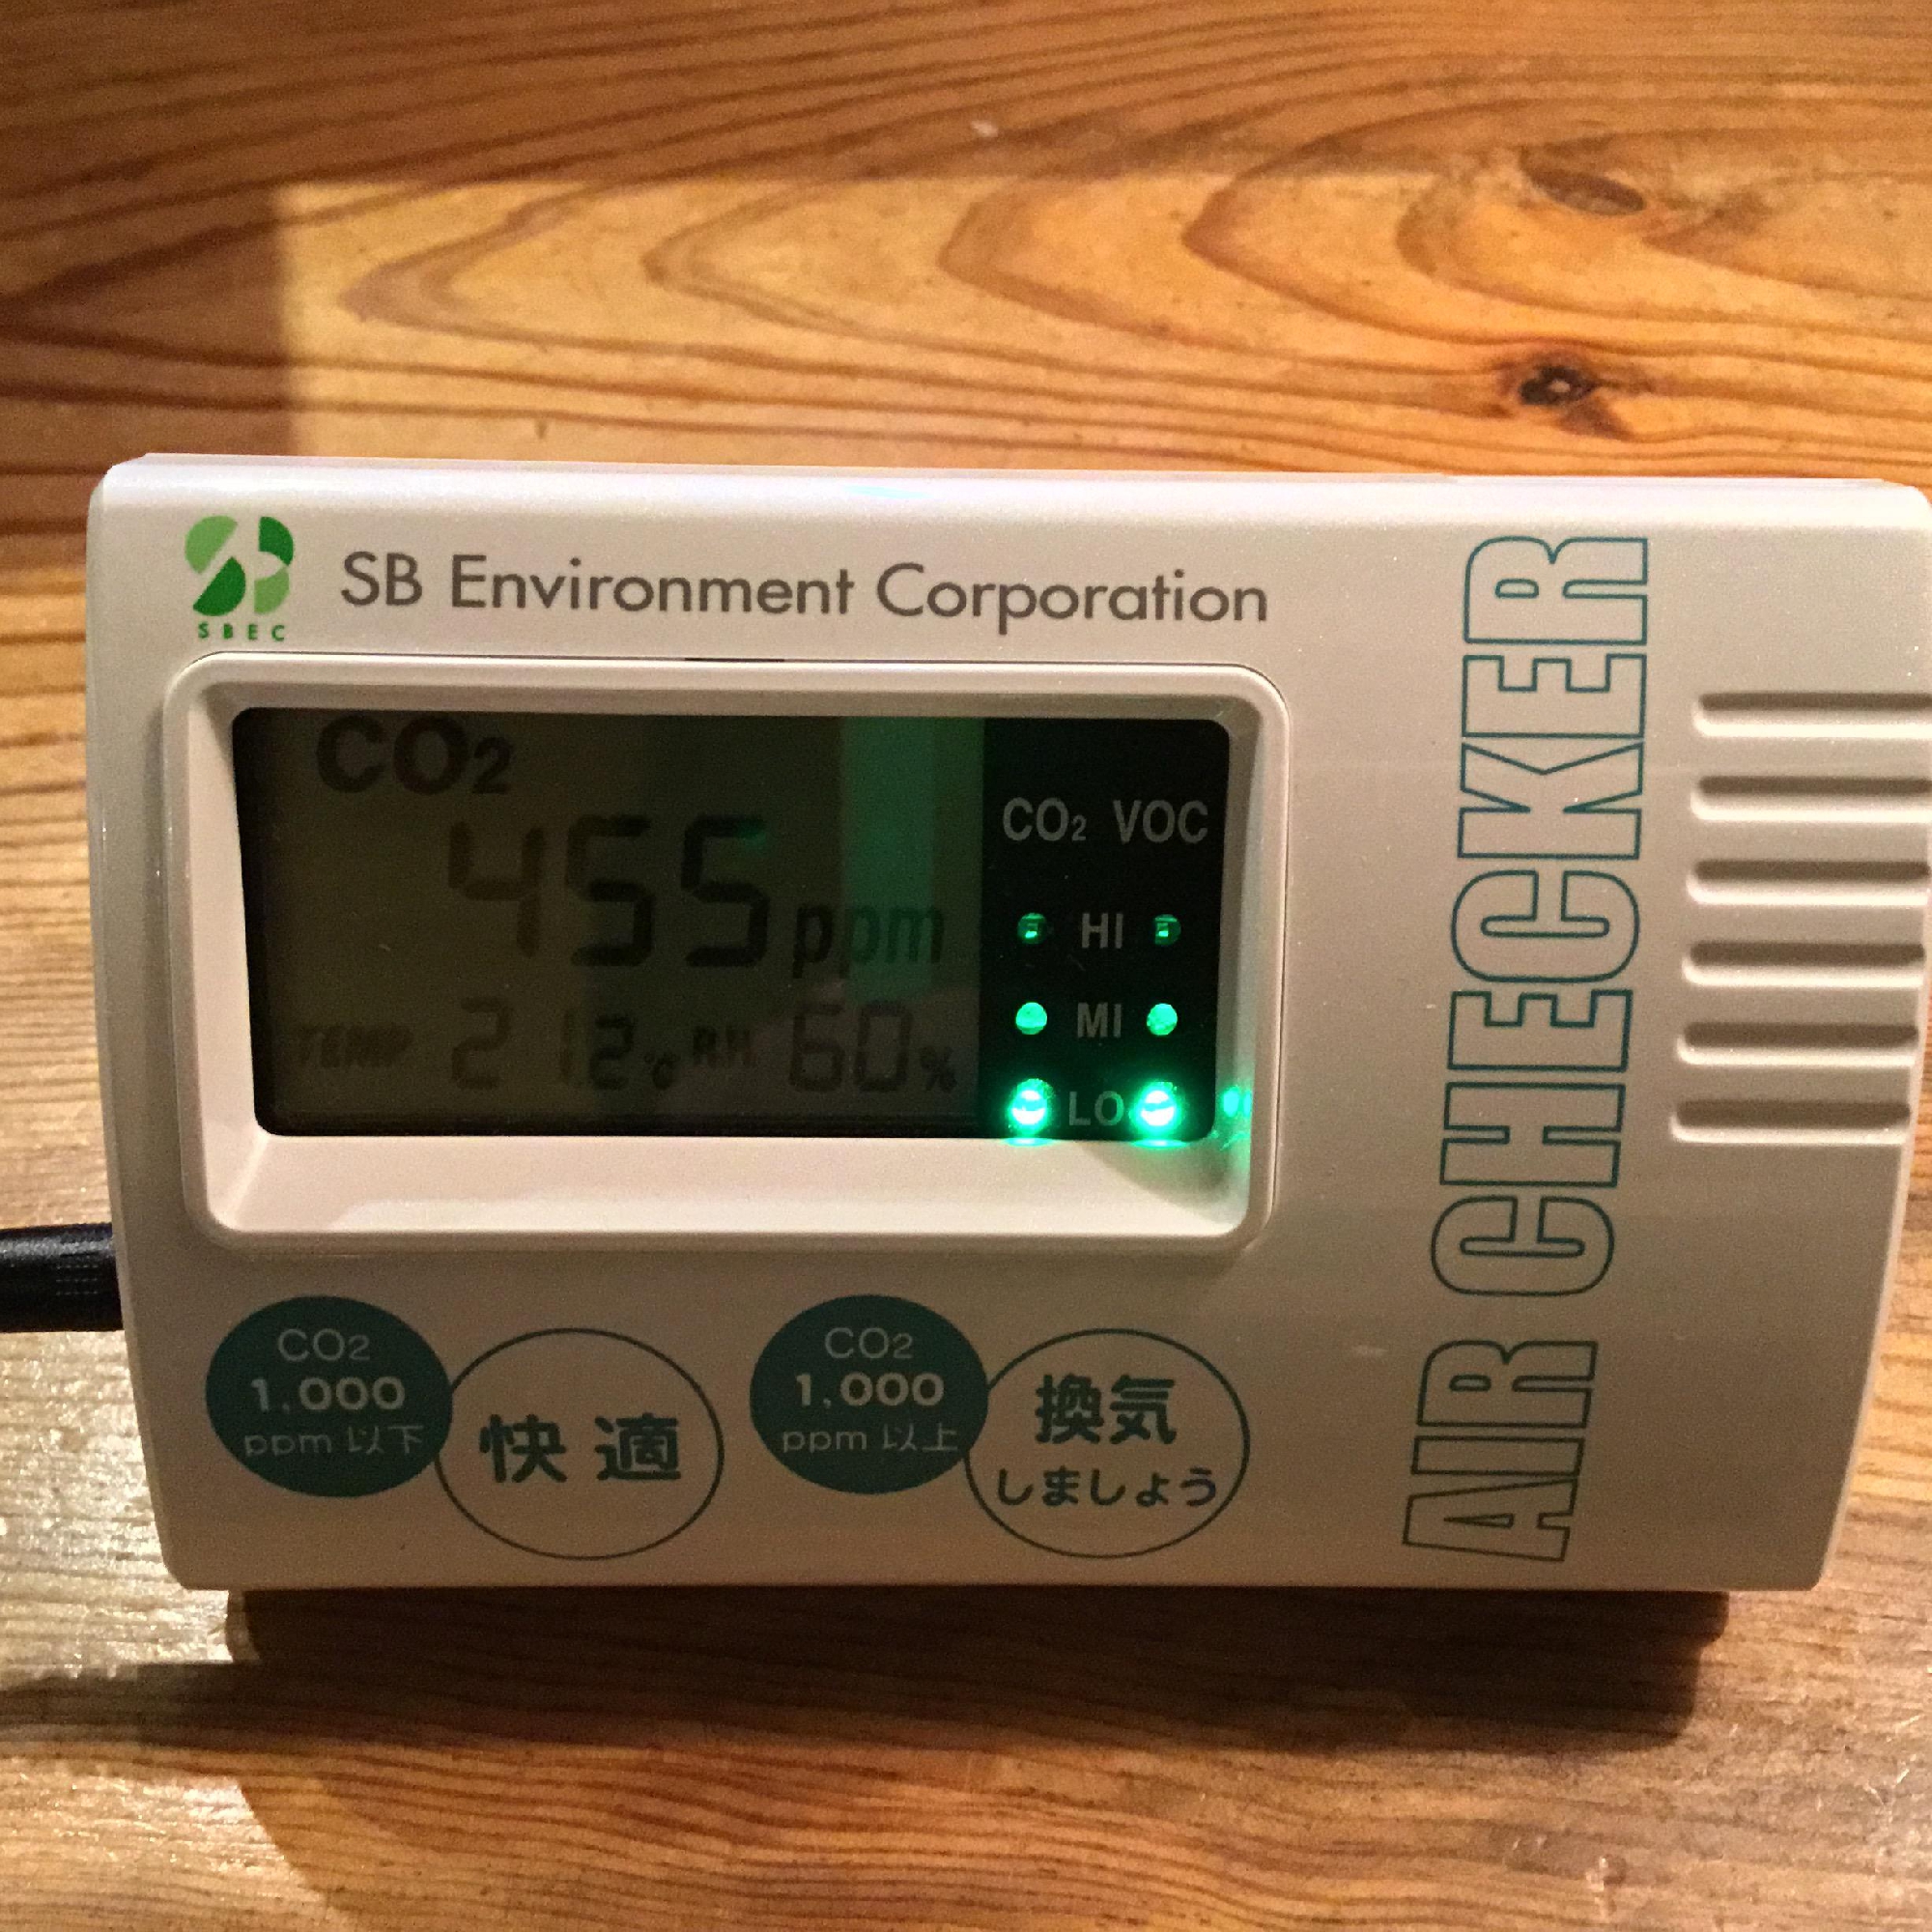 SBEC
SB Environment Corporation
CO2
455 ppm
TEMP 21.2 ℃ RH 60 %
CO2 VOC
HI
MI
LO
CO2
1,000
ppm 以下
快適
CO2
1,000
ppm 以上
換気
しましょう
AIR CHECKER